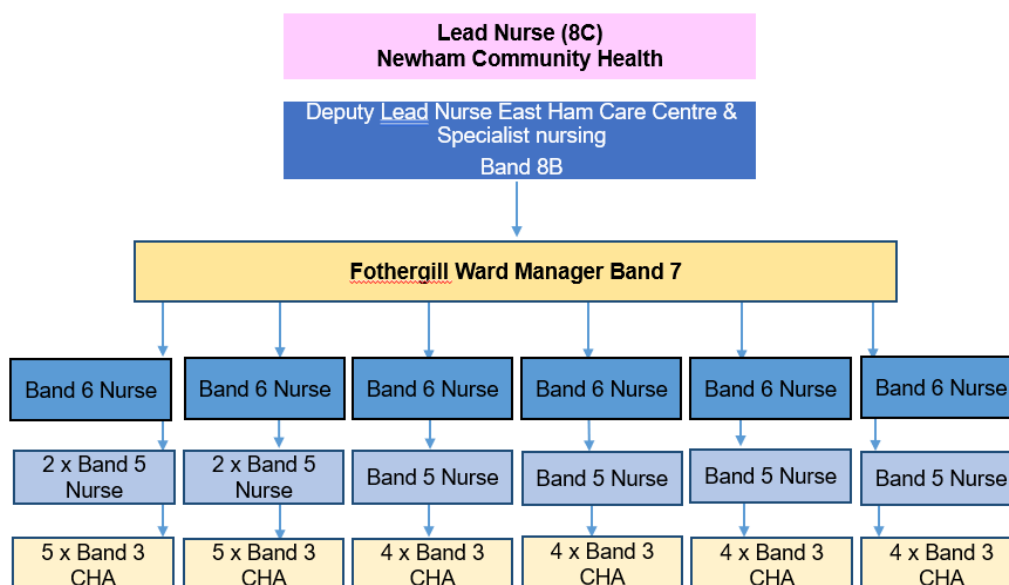 Lead Nurse (8C)
Newham Community Health
Deputy Lead Nurse East Ham Care Centre &
Specialist nursing
Band 8B
Fothergill Ward Manager Band 7
Band 6 Nurse
Band 6 Nurse
Band 6 Nurse
Band 6 Nurse
Band 6 Nurse
Band 6 Nurse
2 x Band 5
Nurse
2 x Band 5
Nurse
Band 5 Nurse
Band 5 Nurse
Band 5 Nurse
Band 5 Nurse
5 x Band 3
CHA
5 x Band 3
CHA
4 x Band 3
CHA
4 x Band 3
CHA
4 x Band 3
CHA
4 x Band 3
CHA